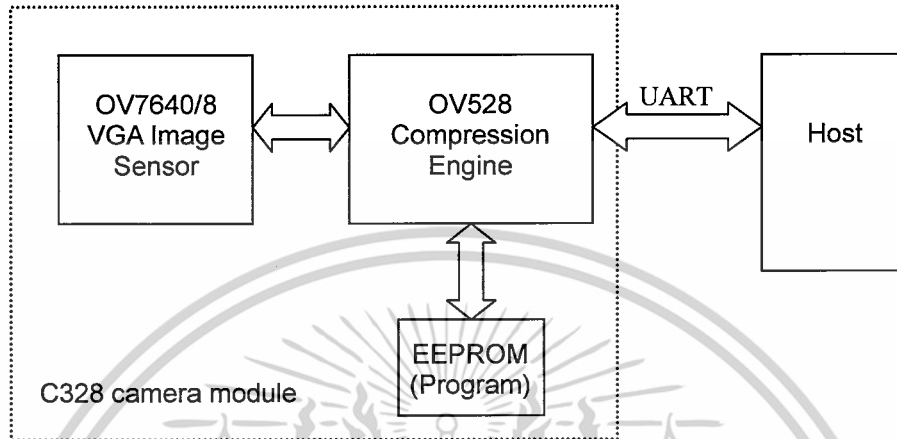 OV7640/8
VGA Image
Sensor
OV528
Compression
Engine
UART
Host
EEPROM
(Program)
C328 camera module